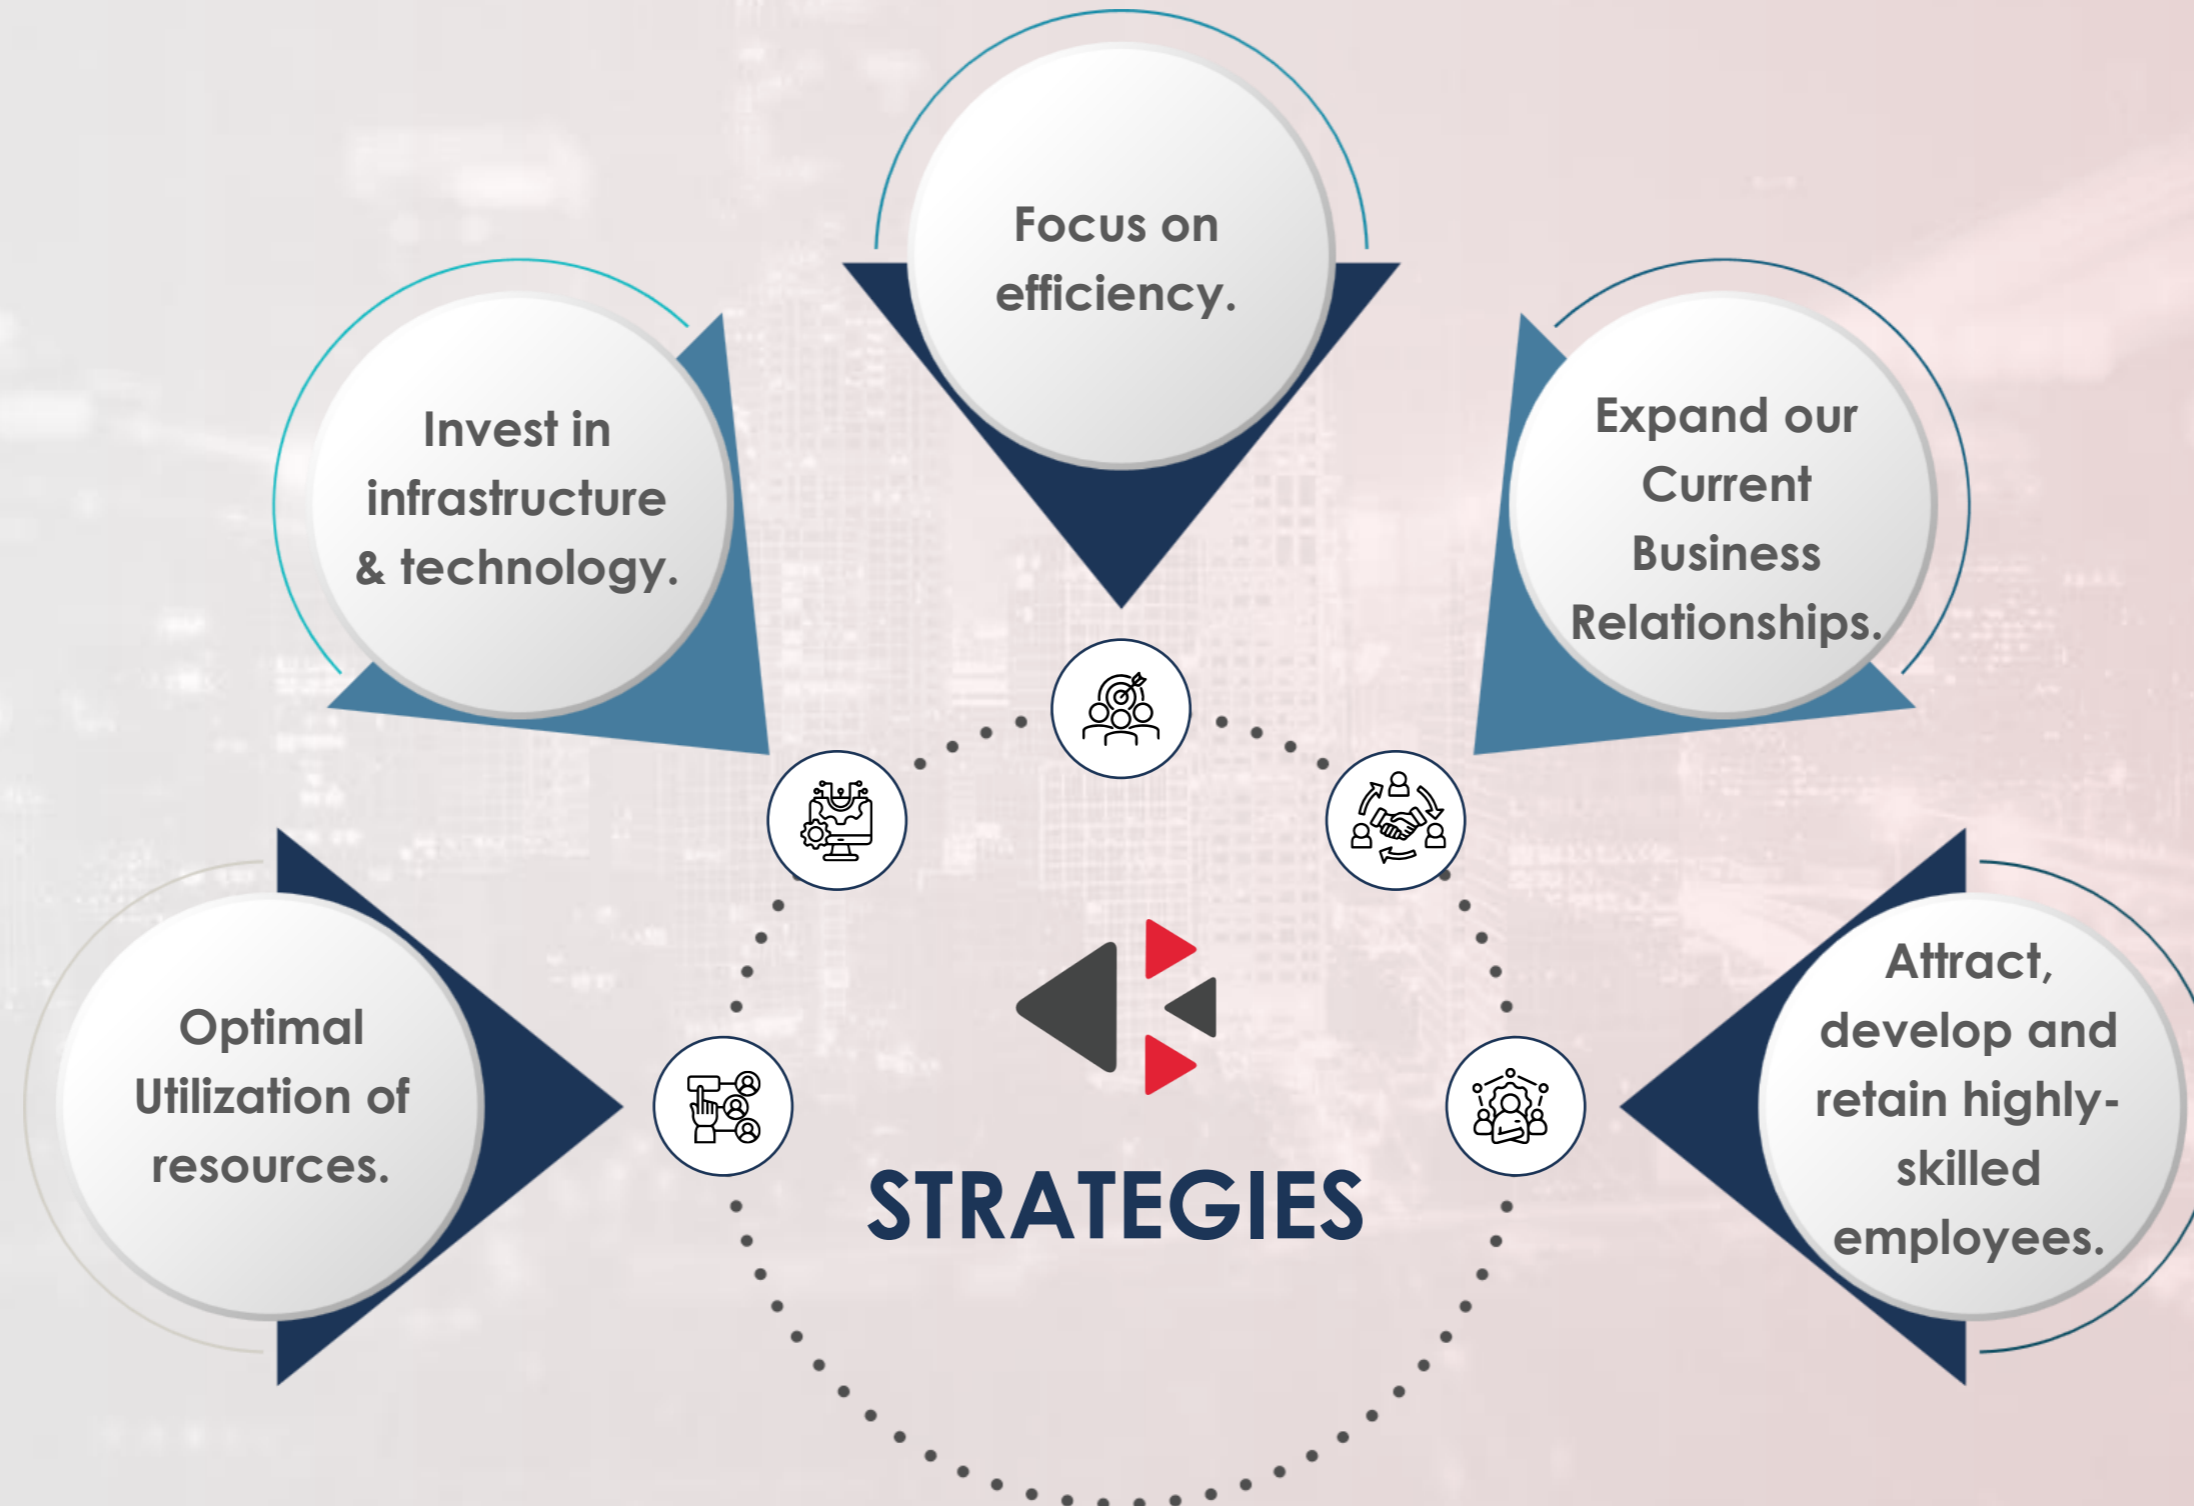 Focus on
efficiency.
Invest in
infrastructure
& technology.
Expand our
Current
Business
Relationships.
Optimal
Utilization of
resources.
Attract,
develop and
retain highly-
skilled
employees.
STRATEGIES